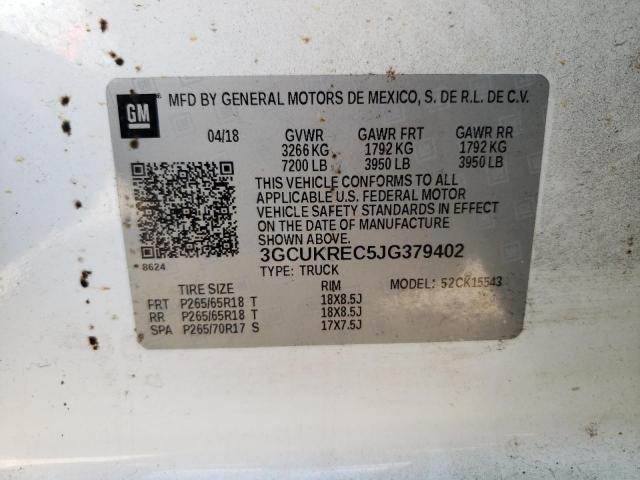 GM MFD BY GENERAL MOTORS DE MEXICO, S. DE R.L. DE C.V.
04/18 GVWR GAWR FRT GAWR RR
3266 KG 1792 KG 1792 KG
7200 LB 3950 LB 3950 LB
THIS VEHICLE CONFORMS TO ALL
APPLICABLE U.S. FEDERAL MOTOR
VEHICLE SAFETY STANDARDS IN EFFECT
ON THE DATE OF MANUFACTURE
SHOWN ABOVE.
8624 3GCUKREC5JG379402
TYPE: TRUCK
TIRE SIZE RIM 52CK15543
FRT P265/65R18 T 18X8.5J
RR P265/65R18 T 18X8.5J
SPA P265/70R17 S 17X7.5J